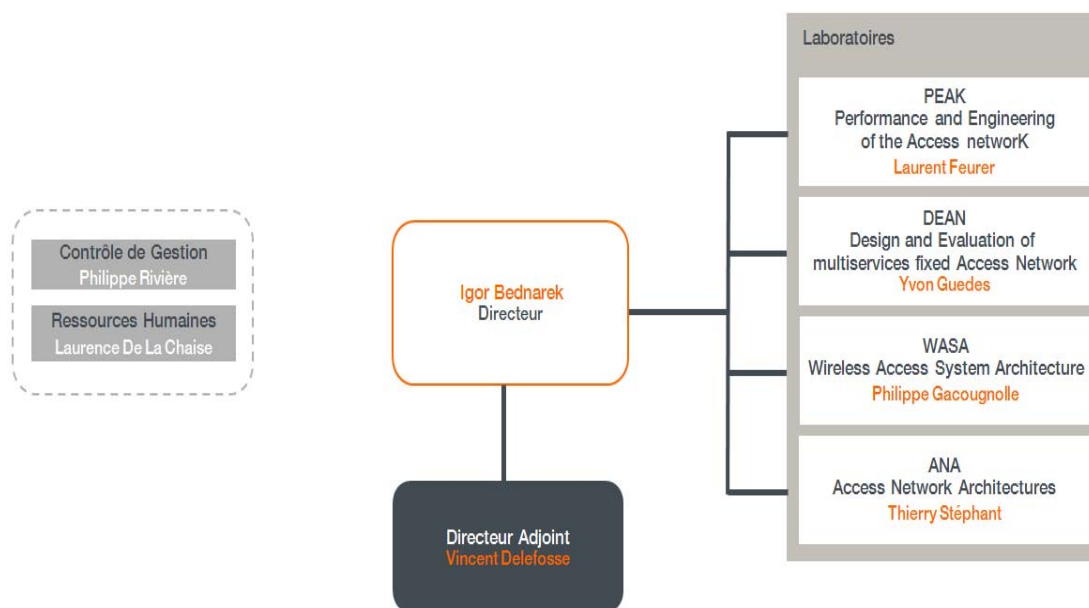 Contrôle de Gestion
Philippe Rivière
Ressources Humaines
Laurence De La Chaise
Igor Bednarek
Directeur
Directeur Adjoint
Vincent Delefosse
Laboratoires
PEAK
Performance and Engineering
of the Access networK
Laurent Feurer
DEAN
Design and Evaluation of
multiservices fixed Access Network
Yvon Guedes
WASA
Wireless Access System Architecture
Philippe Gacougnolle
ANA
Access Network Architectures
Thierry Stéphant